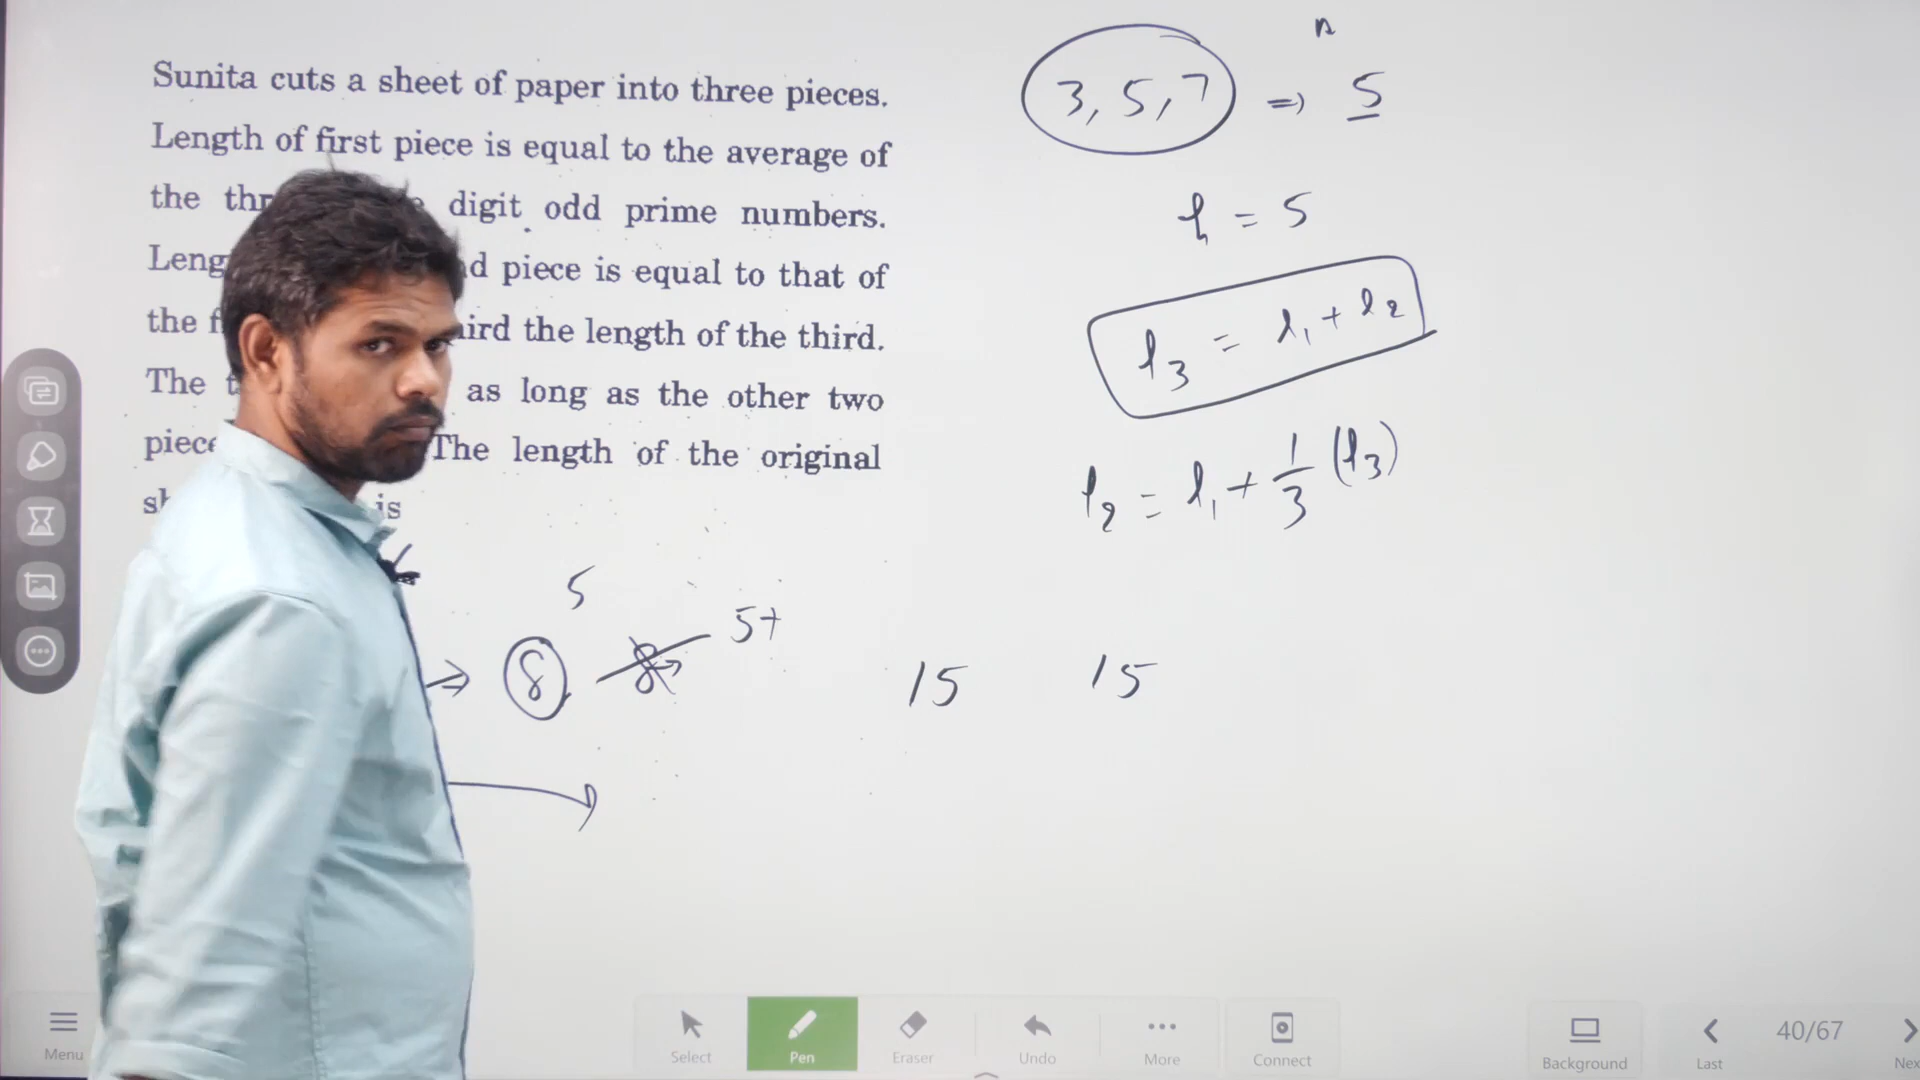 Sunita cuts a sheet of paper into three pieces.
Length of first piece is equal to the average of
the digit odd prime numbers.
piece is equal to that of
the the length of the third.
The as long as the other two
The length of the original
is
3, 5, 7 => 5
l1 = 5
l3 = l1 + l2
l2 = l1 + 1/3 (l3)
5
8 8 5+
15 15
Menu
Select
Pen
Eraser
Undo
More
Connect
Background
Last
40/67